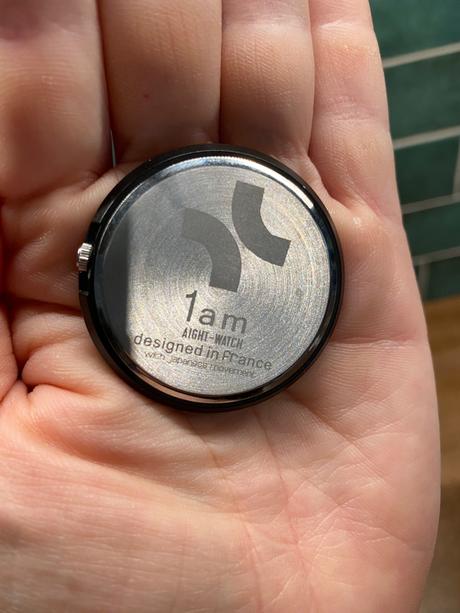 1am
AIGHT-WATCH
designed in France
with japanese movement